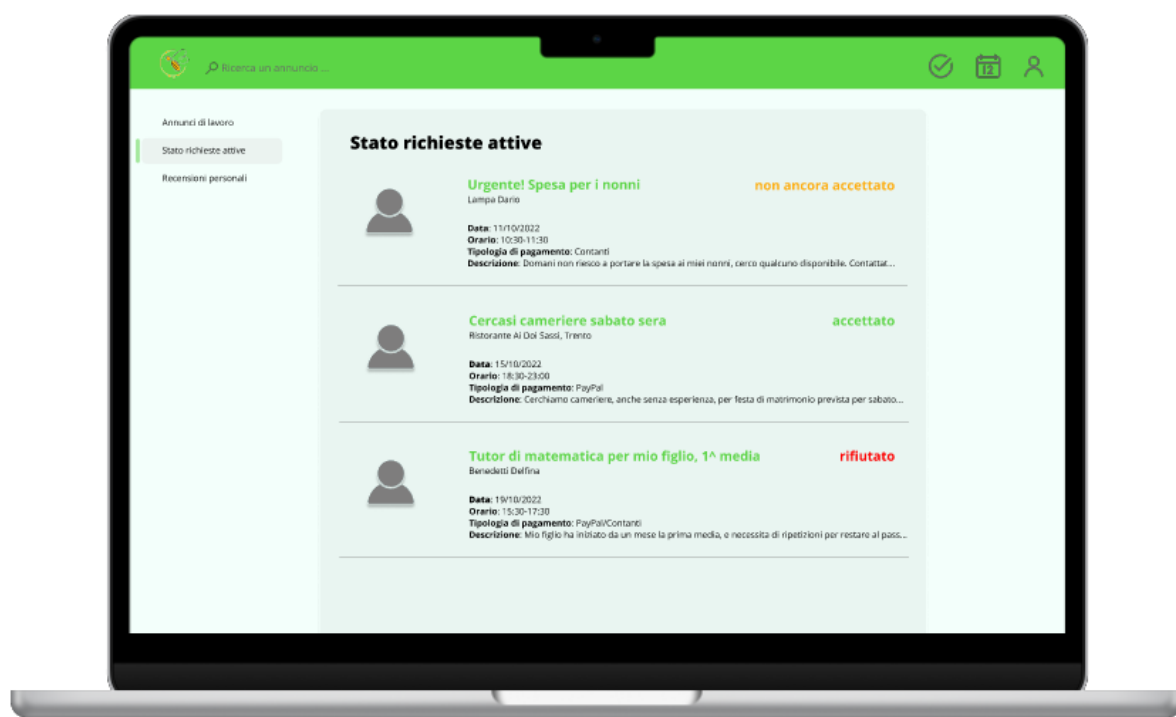 Ricerca un annuncio ...
12
Annunci di lavoro
Stato richieste attive
Recensioni personali
Stato richieste attive
Urgente! Spesa per i nonni
non ancora accettato
Lampa Dario
Data: 11/10/2022
Orario: 10:30-11:30
Tipologia di pagamento: Contanti
Descrizione: Domani non riesco a portare la spesa ai miei nonni, cerco qualcuno disponibile. Contattat...
Cercasi cameriere sabato sera
accettato
Ristorante Ai Doi Sassi, Trento
Data: 15/10/2022
Orario: 18:30-23:00
Tipologia di pagamento: PayPal
Descrizione: Cerchiamo cameriere, anche senza esperienza, per festa di matrimonio prevista per sabato...
Tutor di matematica per mio figlio, 1^ media
rifiutato
Benedetti Delfina
Data: 19/10/2022
Orario: 15:30-17:30
Tipologia di pagamento: PayPal/Contanti
Descrizione: Mio figlio ha iniziato da un mese la prima media, e necessita di ripetizioni per restare al pass...